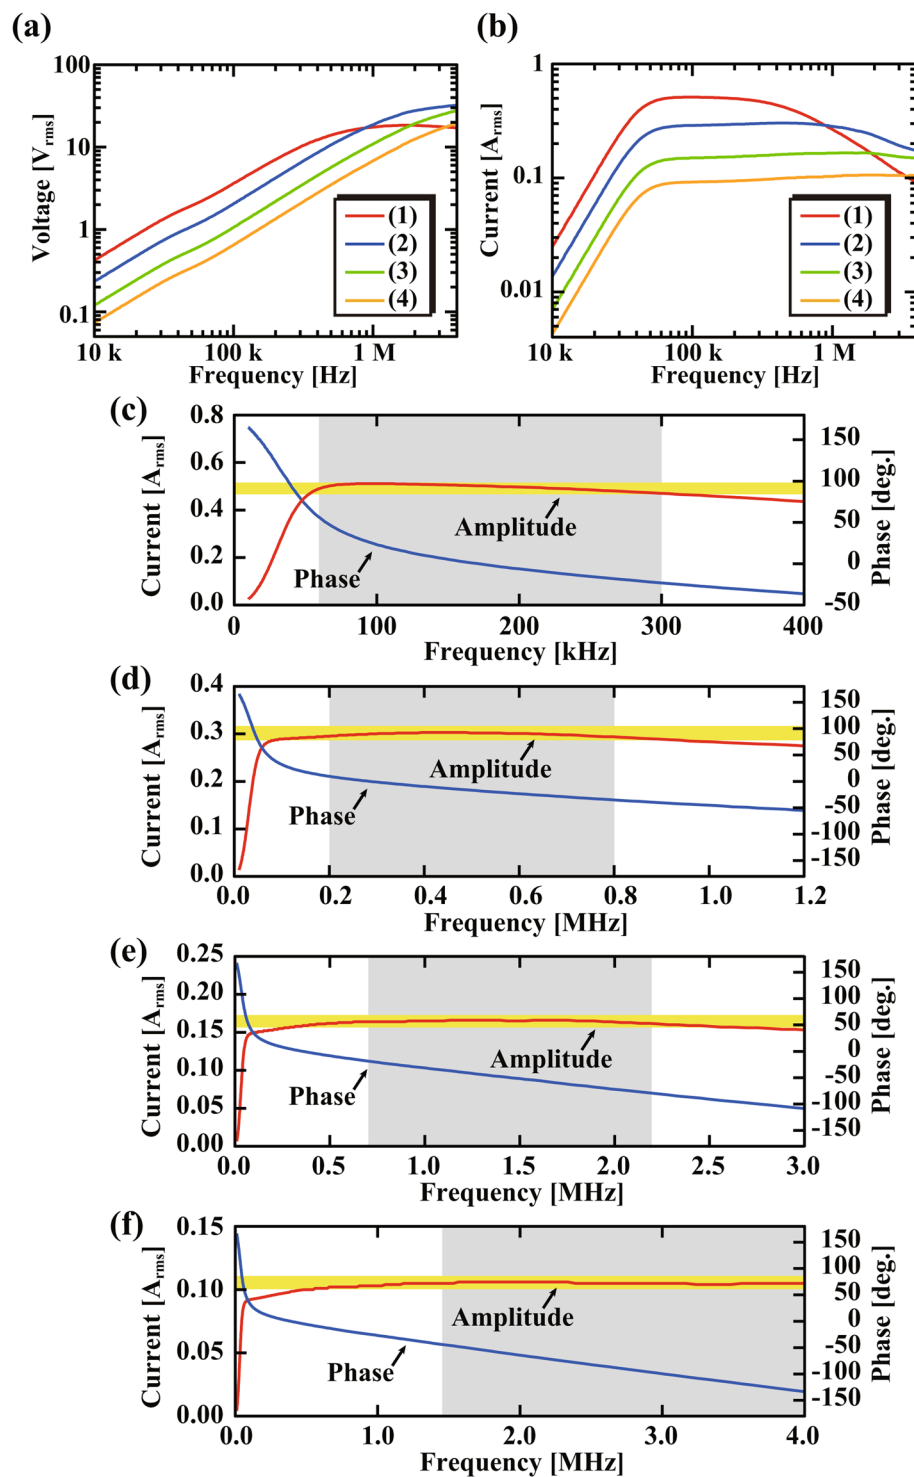 (a)
Voltage [Vrms]
100
10
1
0.1
(1)
(2)
(3)
(4)
10 k 100 k 1 M
Frequency [Hz]
(b)
Current [Arms]
1
0.1
0.01
(1)
(2)
(3)
(4)
10 k 100 k 1 M
Frequency [Hz]
(c)
Current [Arms]
0.8
0.6
0.4
0.2
0.0
Amplitude
Phase
150
100
50
0
-50
Phase [deg.]
0 100 200 300 400
Frequency [kHz]
(d)
Current [Arms]
0.4
0.3
0.2
0.1
0.0
Amplitude
Phase
150
100
50
0
-50
-100
-150
Phase [deg.]
0.0 0.2 0.4 0.6 0.8 1.0 1.2
Frequency [MHz]
(e)
Current [Arms]
0.25
0.20
0.15
0.10
0.05
0.00
Amplitude
Phase
150
100
50
0
-50
-100
-150
Phase [deg.]
0.0 0.5 1.0 1.5 2.0 2.5 3.0
Frequency [MHz]
(f)
Current [Arms]
0.15
0.10
0.05
0.00
Amplitude
Phase
150
100
50
0
-50
-100
-150
Phase [deg.]
0.0 1.0 2.0 3.0 4.0
Frequency [MHz]